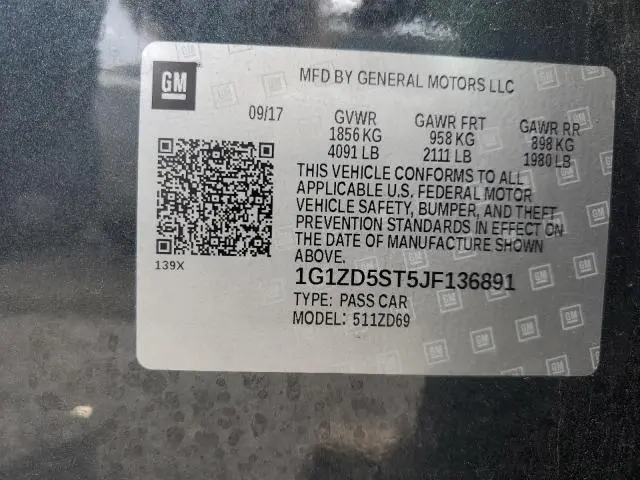 GM
MFD BY GENERAL MOTORS LLC
09/17 GVWR GAWR FRT GAWR RR
1856 KG 958 KG 898 KG
4091 LB 2111 LB 1980 LB
THIS VEHICLE CONFORMS TO ALL
APPLICABLE U.S. FEDERAL MOTOR
VEHICLE SAFETY, BUMPER, AND THEFT
PREVENTION STANDARDS IN EFFECT ON
THE DATE OF MANUFACTURE SHOWN
ABOVE.
139X
1G1ZD5ST5JF136891
TYPE: PASS CAR
MODEL: 511ZD69